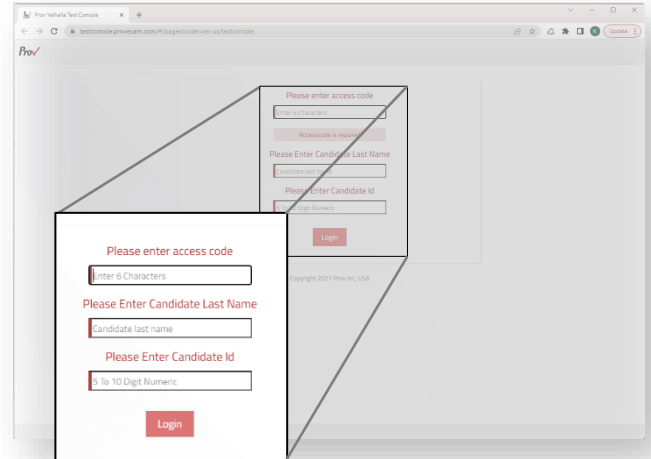 Prov Valhalla Test Console
testconsole.provexam.com/#/pages?code=en-us/testconsole
Update
Prov
Please enter access code
Enter 6 Characters
Accesscode is required
Please Enter Candidate Last Name
Candidate last name
Please Enter Candidate Id
5 To 10 Digit Numeric
Login
Copyright 2021 Prov Inc. USA
Please enter access code
Enter 6 Characters
Please Enter Candidate Last Name
Candidate last name
Please Enter Candidate Id
5 To 10 Digit Numeric
Login